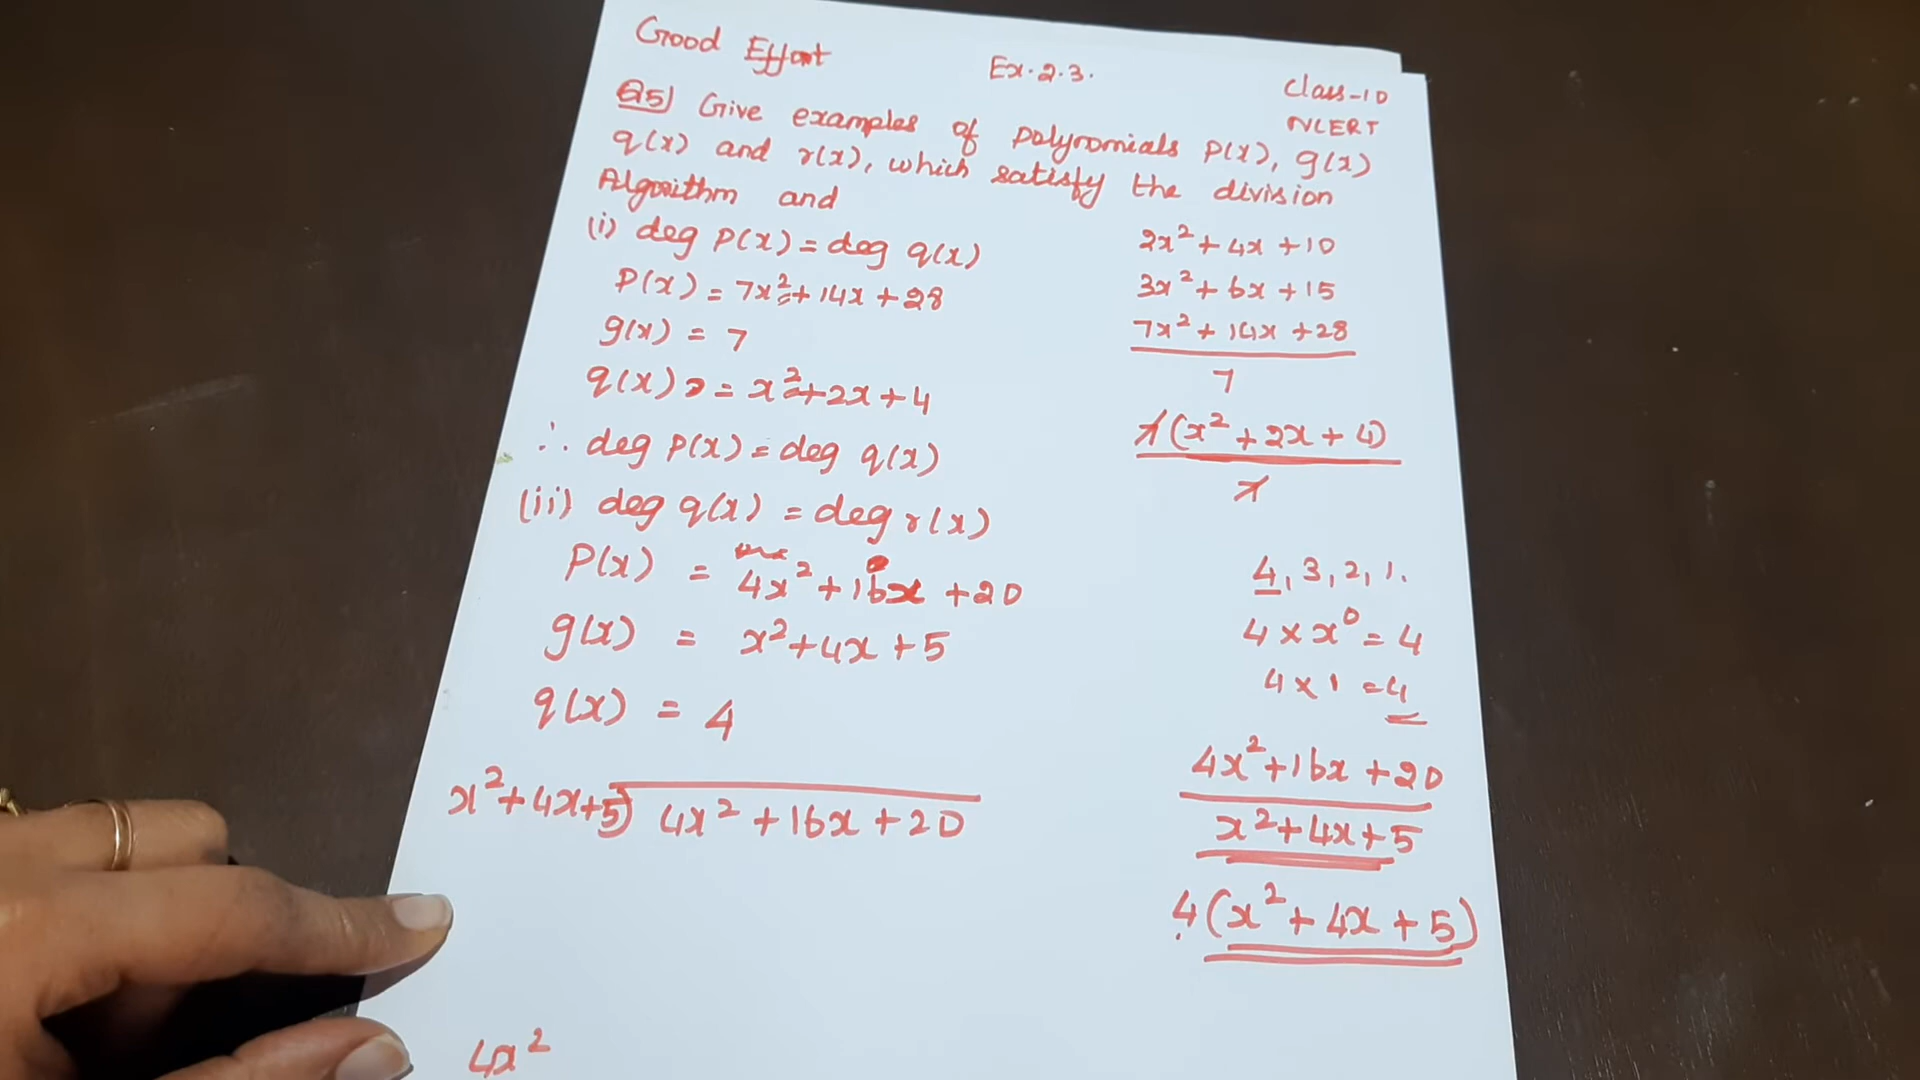 Good Effort
Ex.2.3.
Class-10
NCERT
Q5) Give examples of polynomials P(x), g(x)
q(x) and r(x), which satisfy the division
Algorithm and
(i) deg P(x) = deg q(x)
P(x) = 7x²+14x+28
g(x) = 7
q(x) = x²+2x+4
∴ deg P(x) = deg q(x)
(ii) deg q(x) = deg r(x)
P(x) = 4x²+16x+20
g(x) = x²+4x+5
q(x) = 4
x²+4x+5) 4x²+16x+20
4x²
2x²+4x+10
3x²+6x+15
7x²+14x+28
7
7(x²+2x+4)
7
4, 3, 2, 1.
4×x⁰=4
4×1=4
4x²+16x+20
x²+4x+5
4(x²+4x+5)